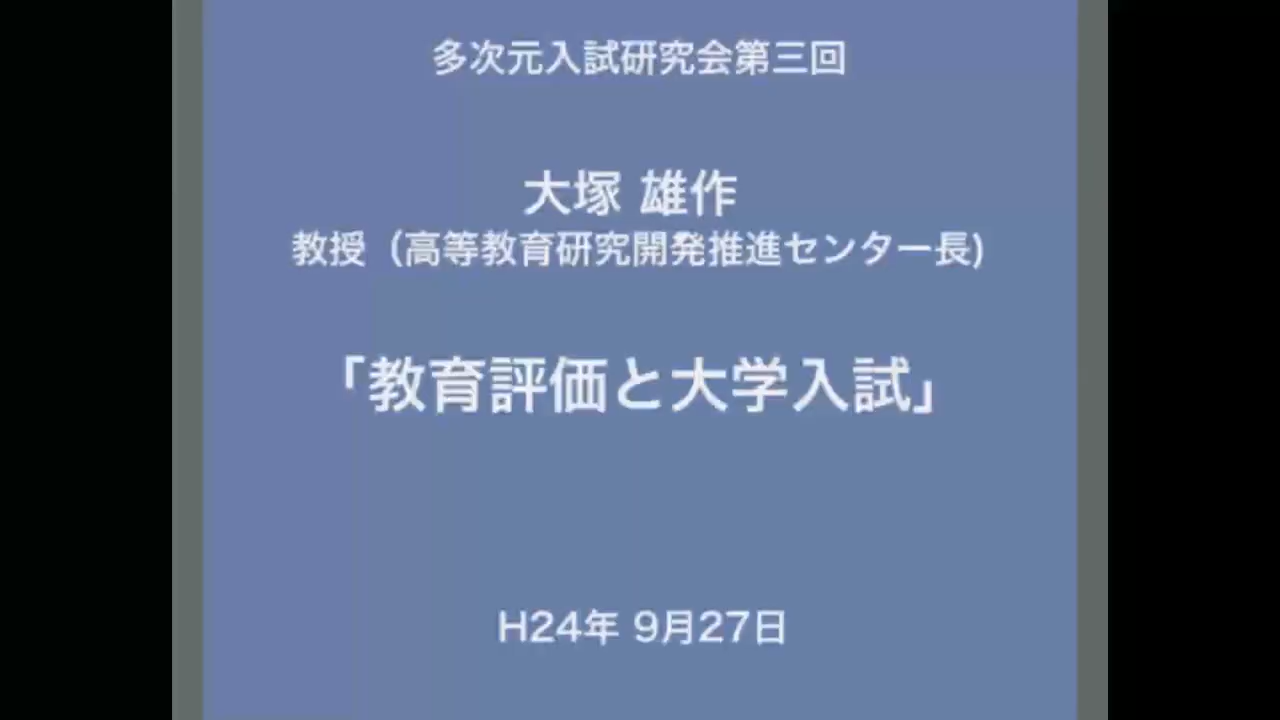 多次元入試研究会第三回
大塚 雄作
教授（高等教育研究開発推進センター長)
「教育評価と大学入試」
H24年 9月27日